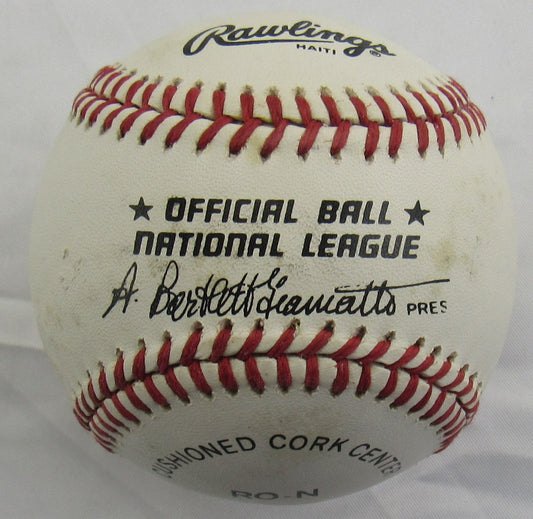 Rawlings®
HAITI
★ OFFICIAL BALL ★
NATIONAL LEAGUE
A. Bartlett Giamatti PRES
CUSHIONED CORK CENTER
RO-N